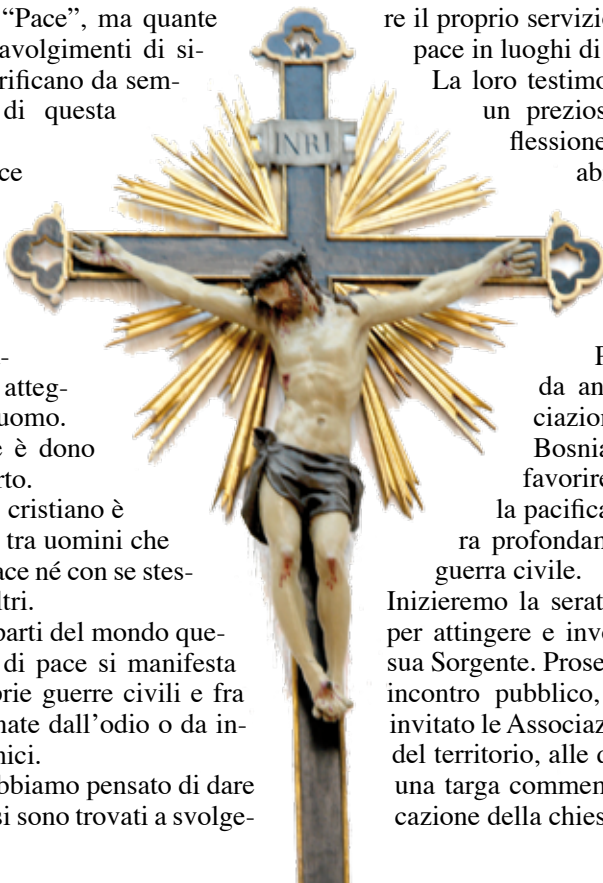 “Pace”, ma quante
avolgimenti di si-
rificano da sem-
di questa
ce
-
atteg-
uomo.
è dono
rto.
cristiano è
tra uomini che
ace né con se stes-
ltri.
parti del mondo que-
di pace si manifesta
prie guerre civili e fra
nate dall’odio o da in-
nici.
bbiamo pensato di dare
si sono trovati a svolge-
INRI
re il proprio servizio
pace in luoghi di
La loro testimo
un prezios
flessione
ab
da an
ciazion
Bosnia
favorire
la pacifica
ra profondam
guerra civile.
Inizieremo la serata
per attingere e invo
sua Sorgente. Prose
incontro pubblico,
invitato le Associaz
del territorio, alle
una targa commem
cazione della chies